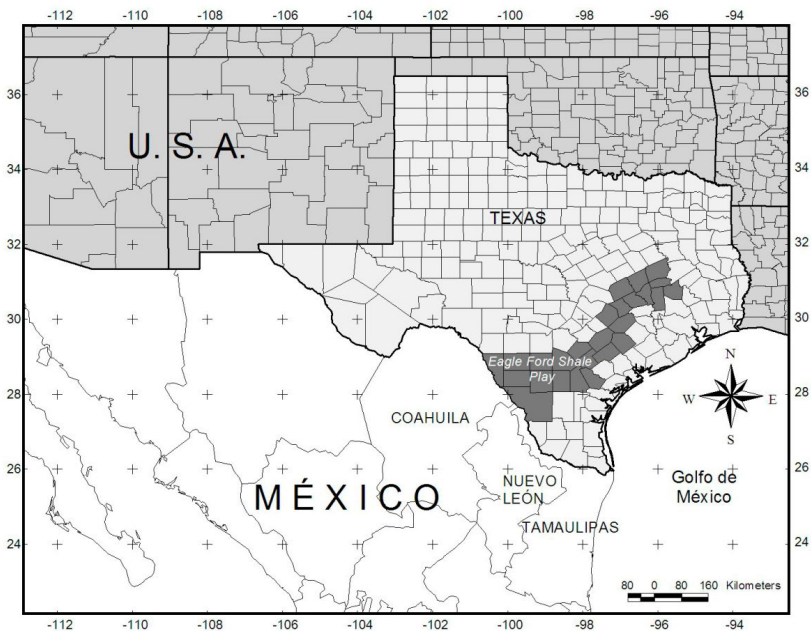 -112 -110 -108 -106 -104 -102 -100 -98 -96 -94
36 36
U. S. A.
34 34
TEXAS
32 32
30 30
Eagle Ford Shale
Play
N
28 28
W E
S
COAHUILA
26 26
MÉXICO
NUEVO
LEÓN
Golfo de
México
TAMAULIPAS
24 24
80 0 80 160 Kilometers
-112 -110 -108 -106 -104 -102 -100 -98 -96 -94